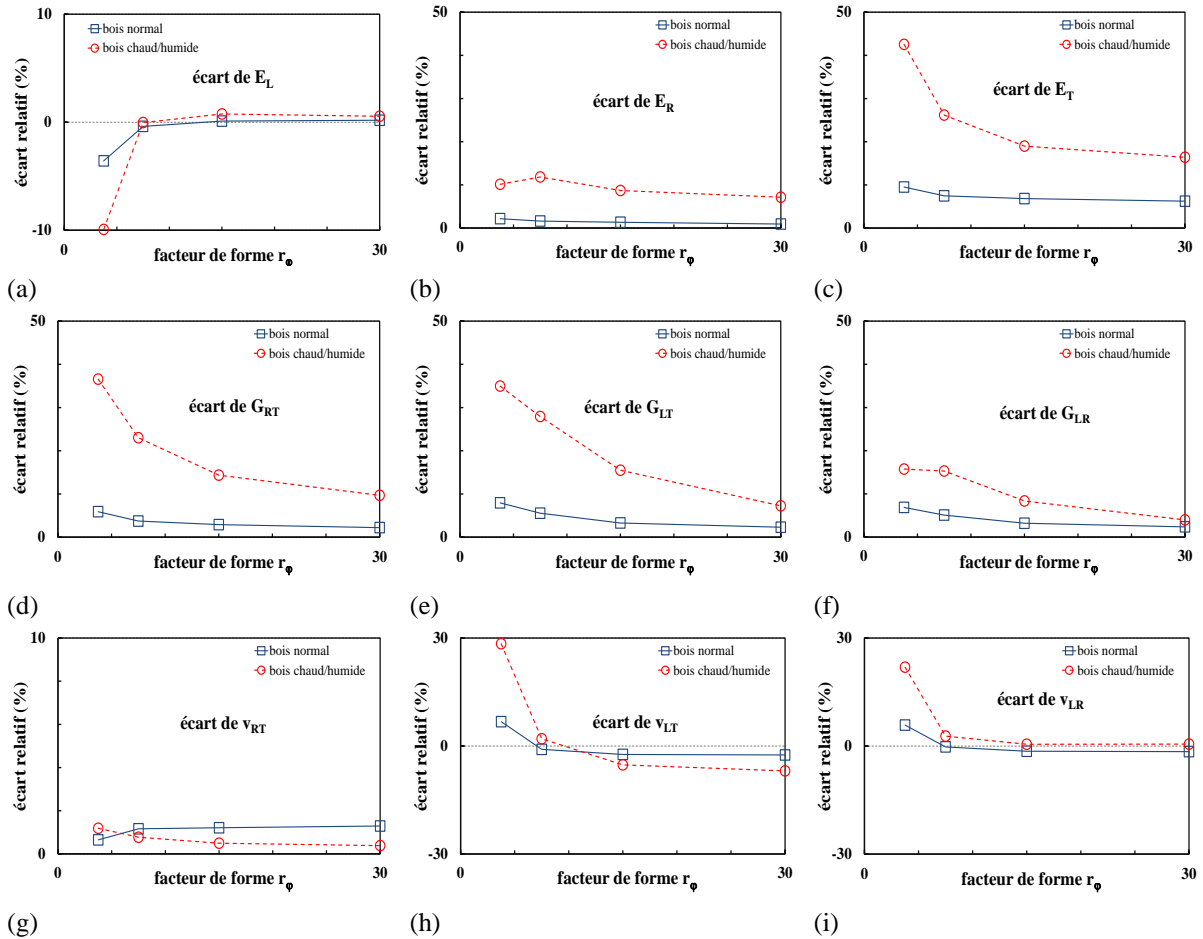 10
bois normal
bois chaud/humide
écart de E_L
écart relatif (%)
0
-10
0
30
facteur de forme r_φ
(a)
50
bois normal
bois chaud/humide
écart de E_R
écart relatif (%)
0
0
30
facteur de forme r_φ
(b)
50
bois normal
bois chaud/humide
écart de E_T
écart relatif (%)
0
0
30
facteur de forme r_φ
(c)
50
bois normal
bois chaud/humide
écart de G_RT
écart relatif (%)
0
0
30
facteur de forme r_φ
(d)
50
bois normal
bois chaud/humide
écart de G_LT
écart relatif (%)
0
0
30
facteur de forme r_φ
(e)
50
bois normal
bois chaud/humide
écart de G_LR
écart relatif (%)
0
0
30
facteur de forme r_φ
(f)
10
bois normal
bois chaud/humide
écart de v_RT
écart relatif (%)
0
0
30
facteur de forme r_φ
(g)
30
bois normal
bois chaud/humide
écart de v_LT
écart relatif (%)
0
-30
0
30
facteur de forme r_φ
(h)
30
bois normal
bois chaud/humide
écart de v_LR
écart relatif (%)
0
-30
0
30
facteur de forme r_φ
(i)